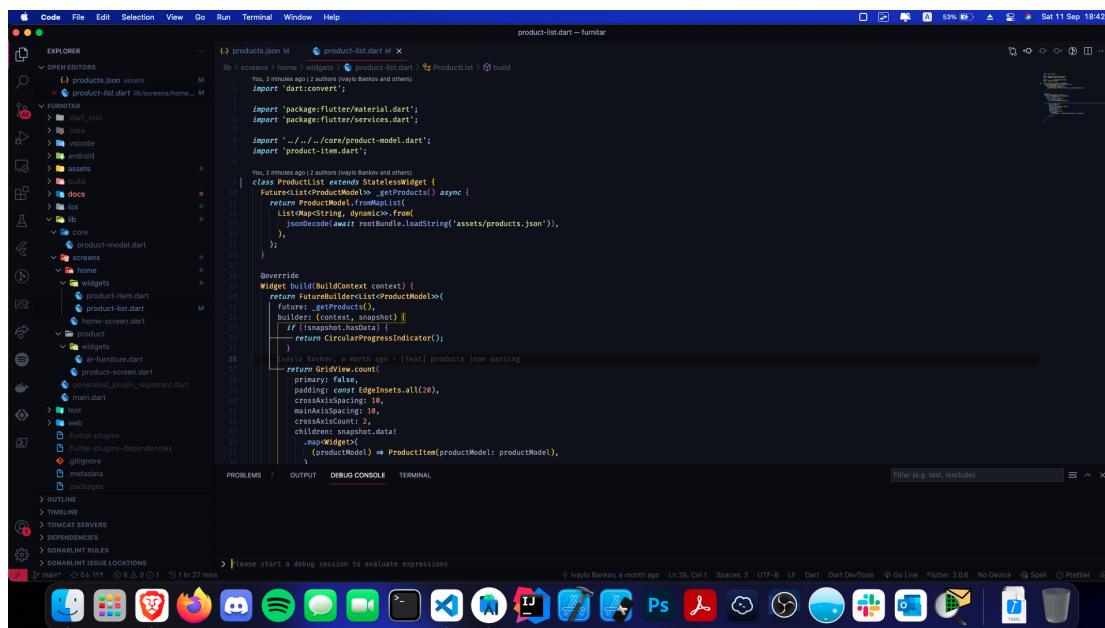 Code File Edit Selection View Go Run Terminal Window Help
53% Sat 11 Sep 18:42
product-list.dart — furnitar
EXPLORER
OPEN EDITORS
products.json assets M
product-list.dart lib/screens/home... M
FURNITAR
.dart_tool
.idea
.vscode
android
assets
build
docs
ios
lib
core
product-model.dart
screens
home
widgets
product-item.dart
product-list.dart M
home-screen.dart
product
widgets
ar-furniture.dart
product-screen.dart
generated_plugin_registrant.dart
main.dart
test
web
.flutter-plugins
.flutter-plugins-dependencies
.gitignore
.metadata
.packages
OUTLINE
TIMELINE
TOMCAT SERVERS
DEPENDENCIES
SONARLINT RULES
SONARLINT ISSUE LOCATIONS
products.json M product-list.dart M
lib > screens > home > widgets > product-list.dart > ProductList > build
You, 2 minutes ago | 2 authors (Ivaylo Bankov and others)
import 'dart:convert';
import 'package:flutter/material.dart';
import 'package:flutter/services.dart';
import '../../../core/product-model.dart';
import 'product-item.dart';
You, 2 minutes ago | 2 authors (Ivaylo Bankov and others)
class ProductList extends StatelessWidget {
Future<List<ProductModel>> _getProducts() async {
return ProductModel.fromMapList(
List<Map<String, dynamic>>.from(
jsonDecode(await rootBundle.loadString('assets/products.json')),
),
);
}
@override
Widget build(BuildContext context) {
return FutureBuilder<List<ProductModel>>(
future: _getProducts(),
builder: (context, snapshot) {
if (!snapshot.hasData) {
return CircularProgressIndicator();
}
26 Ivaylo Bankov, a month ago • [feat] products json parsing
return GridView.count(
primary: false,
padding: const EdgeInsets.all(20),
crossAxisSpacing: 10,
mainAxisSpacing: 10,
crossAxisCount: 2,
children: snapshot.data!
.map<Widget>(
(productModel) => ProductItem(productModel: productModel),
)
PROBLEMS 7 OUTPUT DEBUG CONSOLE TERMINAL
Filter (e.g. text, !exclude)
Please start a debug session to evaluate expressions
main* 0↓ 11↑ 6 0 1 1 hr 27 mins
Ivaylo Bankov, a month ago Ln 26, Col 1 Spaces: 2 UTF-8 LF Dart Dart DevTools Go Live Flutter: 2.0.6 No Device Spell Prettier
Ps
YAML